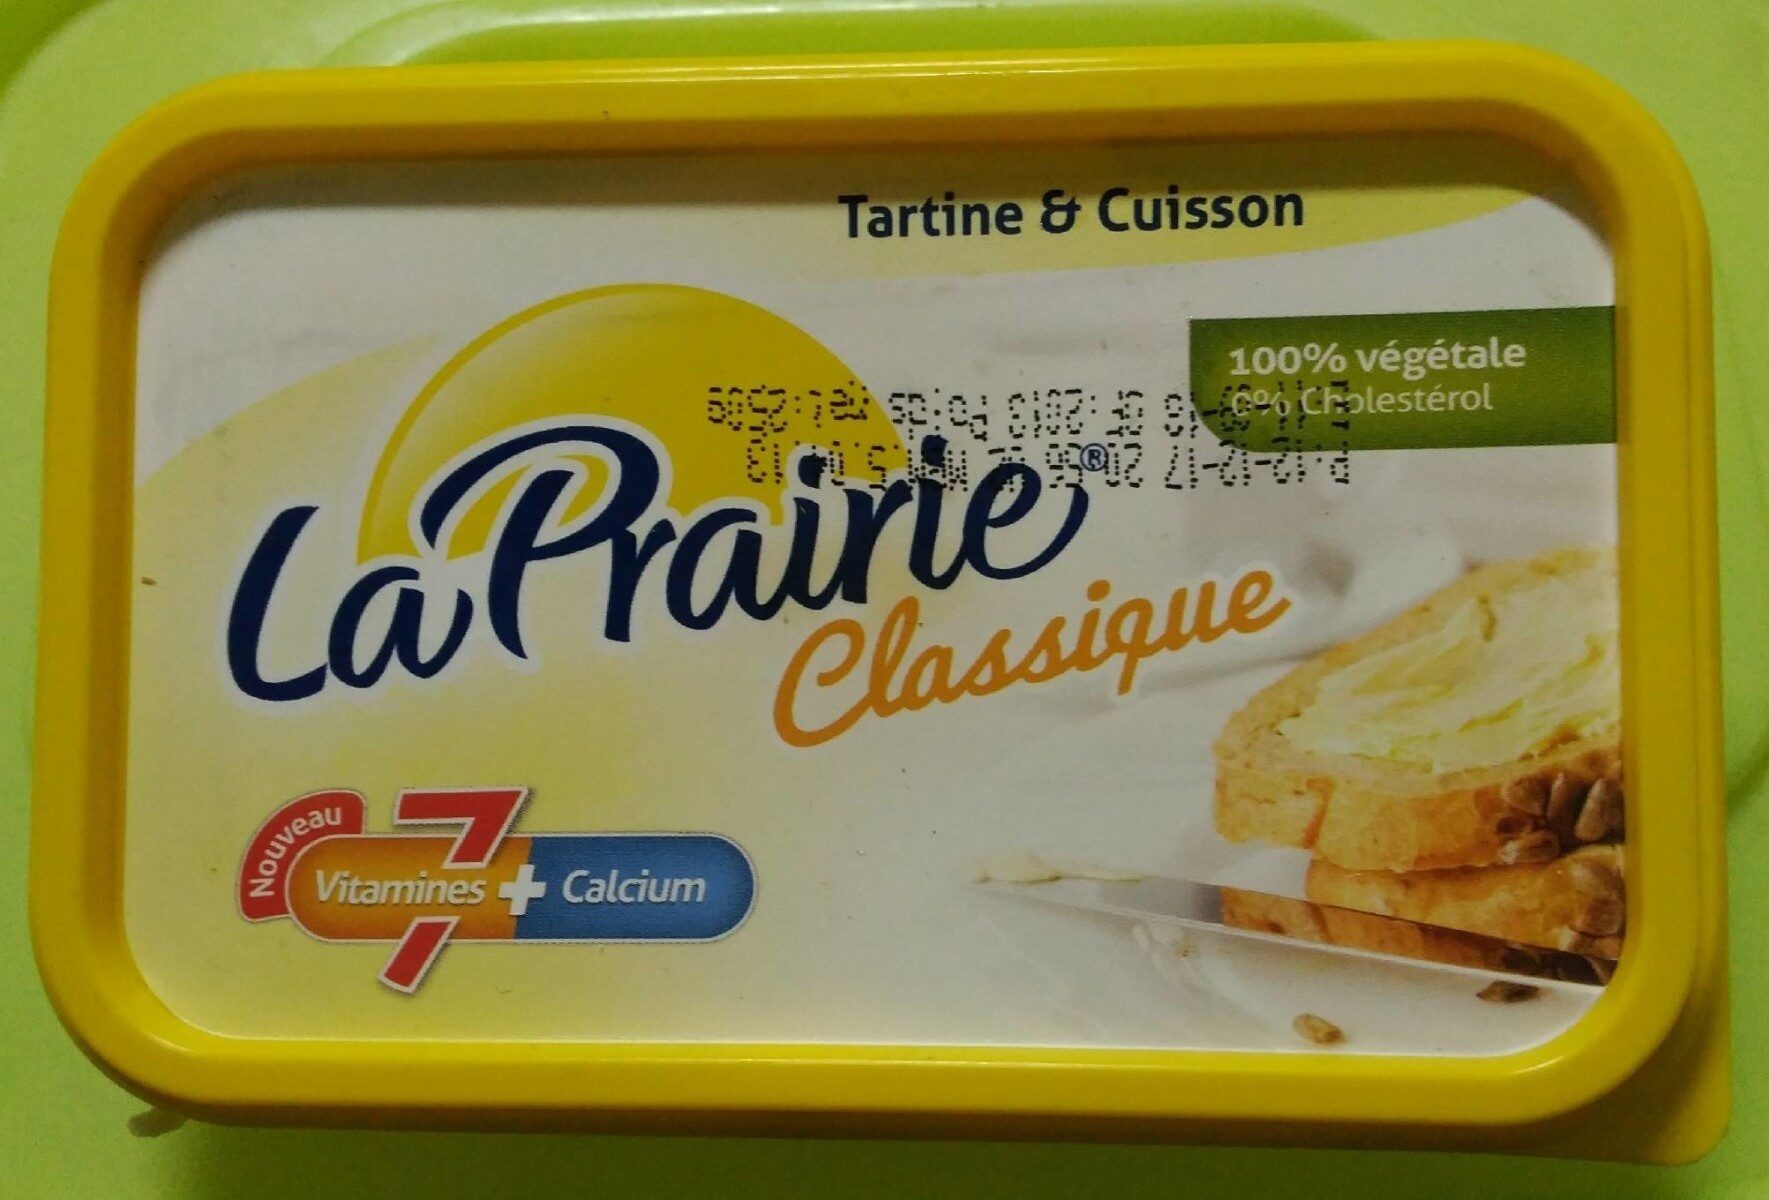 Tartine & Cuisson
100% végétale
0% Cholestérol
La Prairie®
Classique
Nouveau
7
Vitamines + Calcium